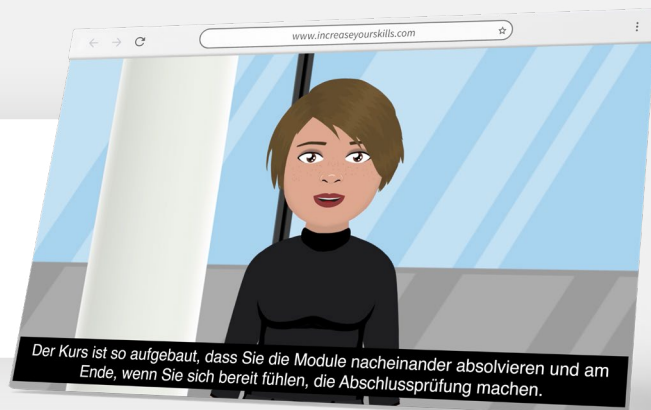 www.increaseyourskills.com
Der Kurs ist so aufgebaut, dass Sie die Module nacheinander absolvieren und am
Ende, wenn Sie sich bereit fühlen, die Abschlussprüfung machen.